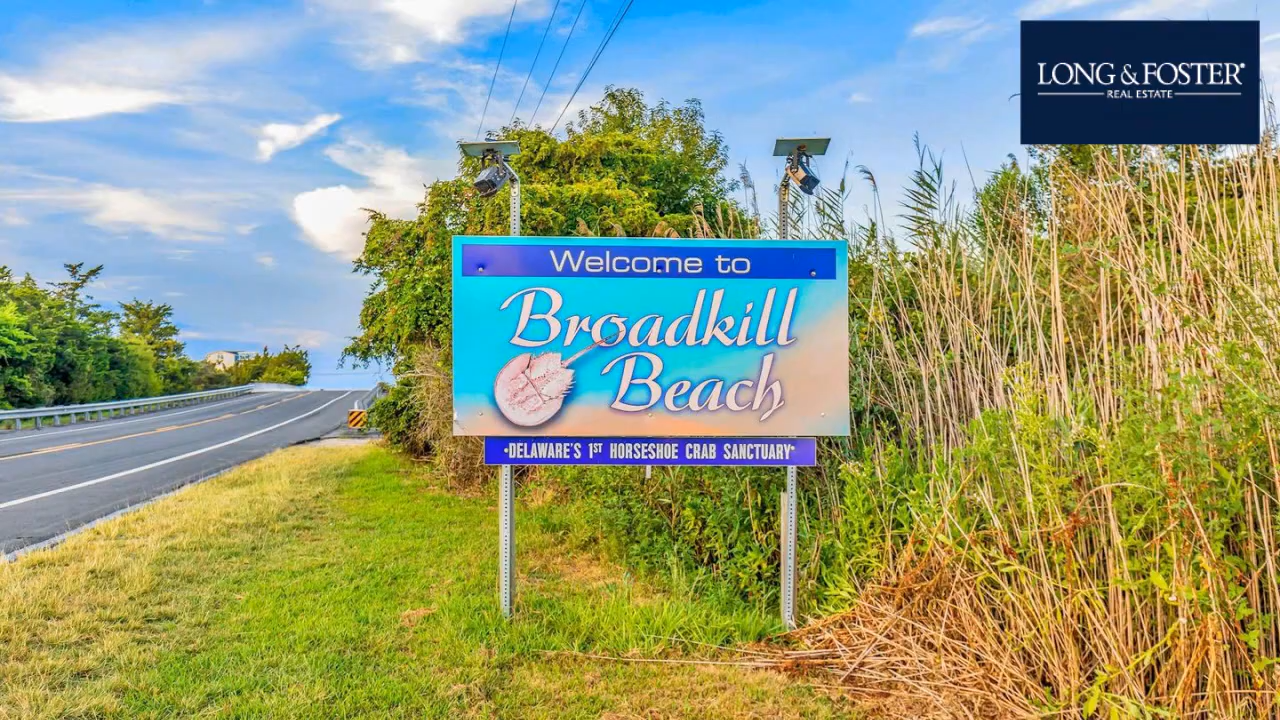 LONG & FOSTER®
REAL ESTATE
Welcome to
Broadkill
Beach
•DELAWARE'S 1ST HORSESHOE CRAB SANCTUARY•